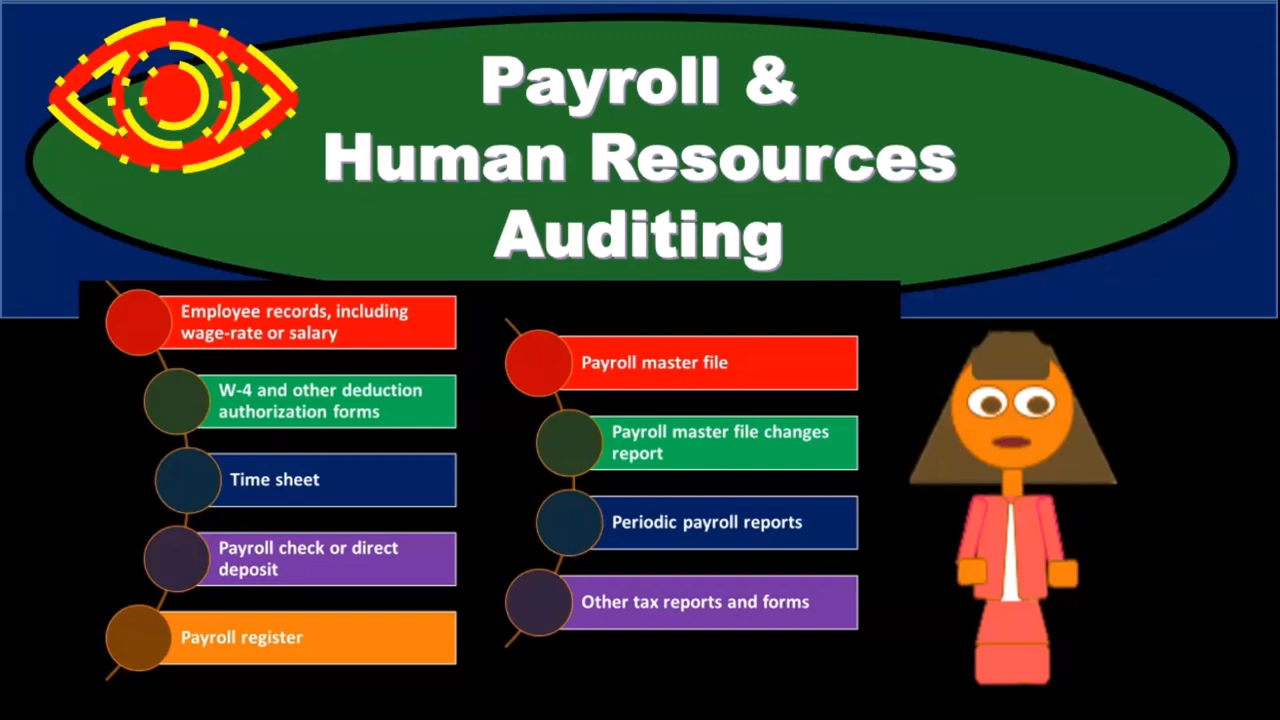 Payroll &
Human Resources
Auditing
Employee records, including
wage-rate or salary
W-4 and other deduction
authorization forms
Time sheet
Payroll check or direct
deposit
Payroll register
Payroll master file
Payroll master file changes
report
Periodic payroll reports
Other tax reports and forms